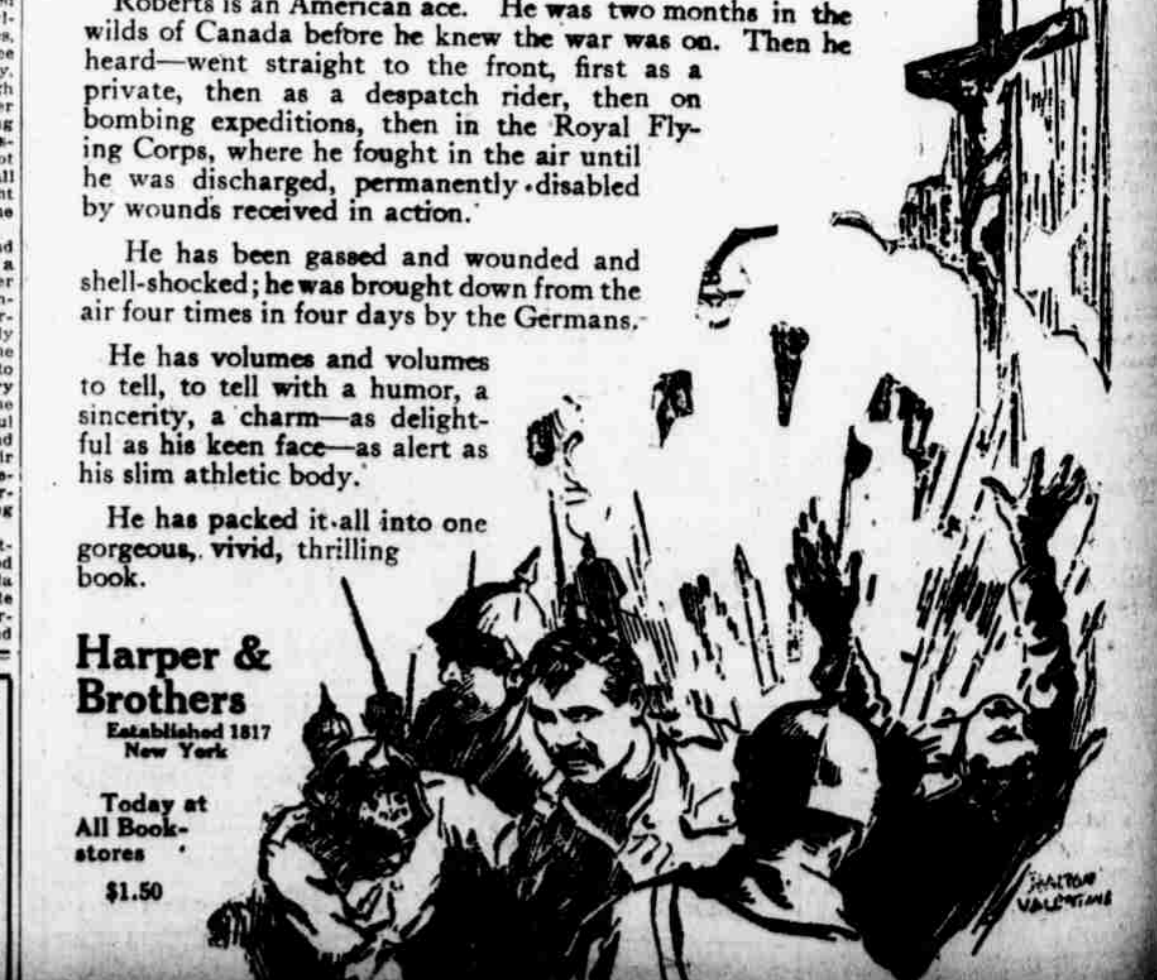 Roberts is an American ace. He was two months in the
wilds of Canada before he knew the war was on. Then he
heard—went straight to the front, first as a
private, then as a despatch rider, then on
bombing expeditions, then in the Royal Fly-
ing Corps, where he fought in the air until
he was discharged, permanently disabled
by wounds received in action.
He has been gassed and wounded and
shell-shocked; he was brought down from the
air four times in four days by the Germans.
He has volumes and volumes
to tell, to tell with a humor, a
sincerity, a charm—as delight-
ful as his keen face—as alert as
his slim athletic body.
He has packed it all into one
gorgeous, vivid, thrilling
book.
Harper &
Brothers
Established 1817
New York
Today at
All Book-
stores
$1.50
VALENTINE